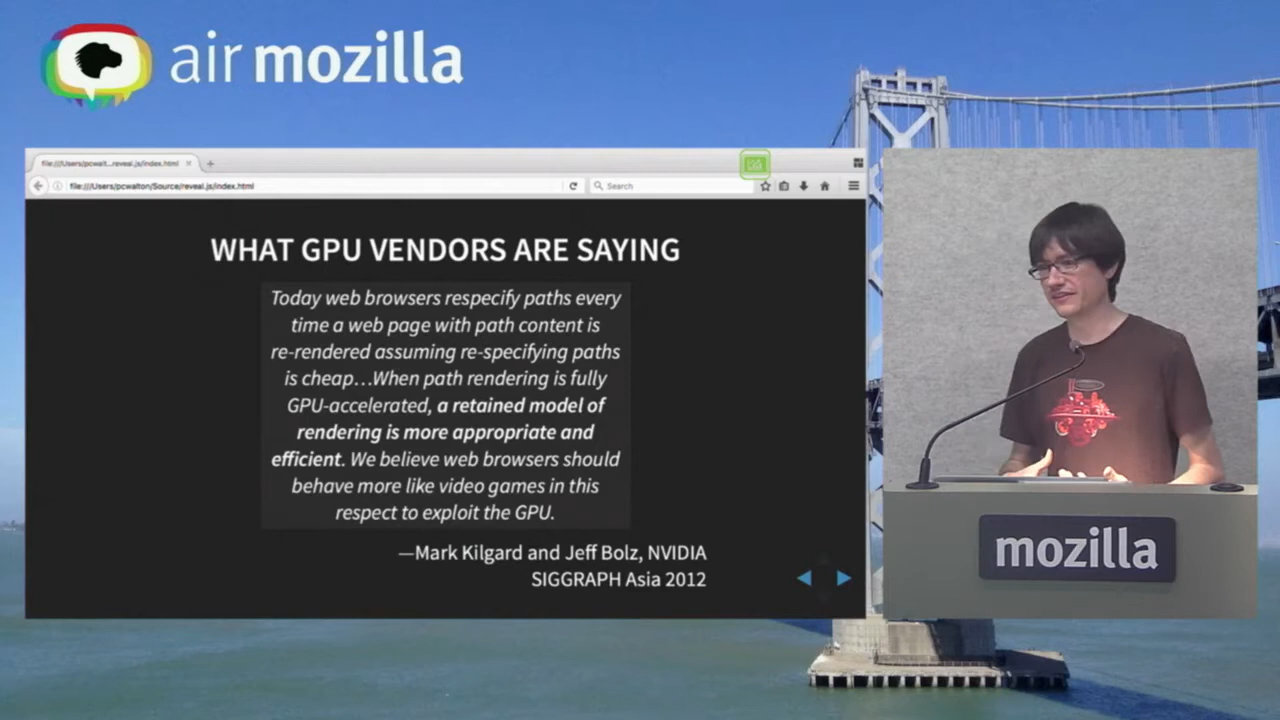 air mozilla
file:///Users/pcwalt...reveal.js/index.html
file:///Users/pcwalton/Source/reveal.js/index.html
Search
WHAT GPU VENDORS ARE SAYING
Today web browsers respecify paths every
time a web page with path content is
re-rendered assuming re-specifying paths
is cheap…When path rendering is fully
GPU-accelerated, a retained model of
rendering is more appropriate and
efficient. We believe web browsers should
behave more like video games in this
respect to exploit the GPU.
—Mark Kilgard and Jeff Bolz, NVIDIA
SIGGRAPH Asia 2012
mozilla